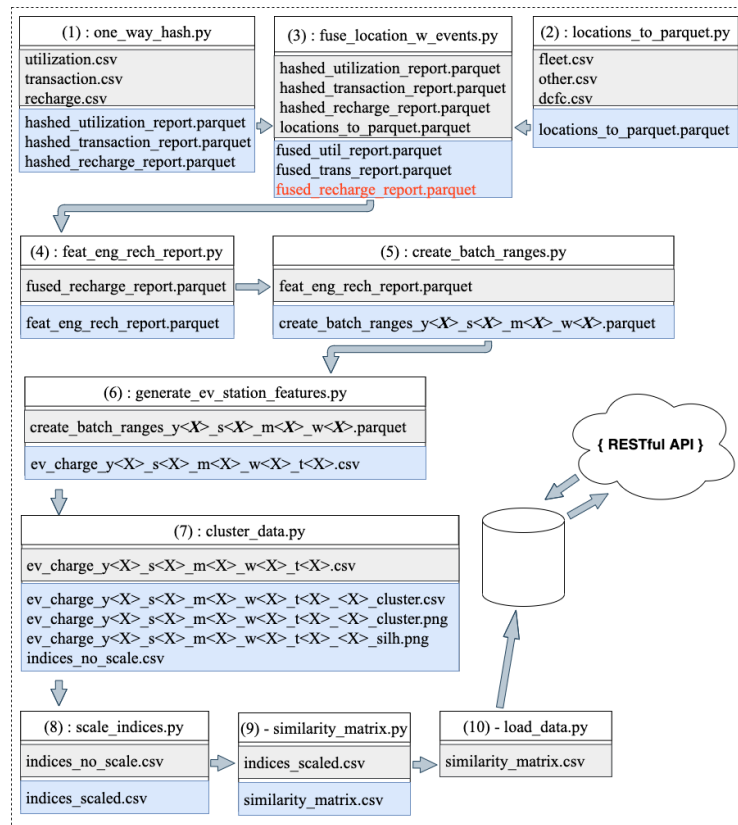 (1) : one_way_hash.py
utilization.csv
transaction.csv
recharge.csv
hashed_utilization_report.parquet
hashed_transaction_report.parquet
hashed_recharge_report.parquet
(3) : fuse_location_w_events.py
hashed_utilization_report.parquet
hashed_transaction_report.parquet
hashed_recharge_report.parquet
locations_to_parquet.parquet
fused_util_report.parquet
fused_trans_report.parquet
fused_recharge_report.parquet
(2) : locations_to_parquet.py
fleet.csv
other.csv
dcfc.csv
locations_to_parquet.parquet
(4) : feat_eng_rech_report.py
fused_recharge_report.parquet
feat_eng_rech_report.parquet
(5) : create_batch_ranges.py
feat_eng_rech_report.parquet
create_batch_ranges_y<X>_s<X>_m<X>_w<X>.parquet
(6) : generate_ev_station_features.py
create_batch_ranges_y<X>_s<X>_m<X>_w<X>.parquet
ev_charge_y<X>_s<X>_m<X>_w<X>_t<X>.csv
{ RESTful API }
(7) : cluster_data.py
ev_charge_y<X>_s<X>_m<X>_w<X>_t<X>.csv
ev_charge_y<X>_s<X>_m<X>_w<X>_t<X>_<X>_cluster.csv
ev_charge_y<X>_s<X>_m<X>_w<X>_t<X>_<X>_cluster.png
ev_charge_y<X>_s<X>_m<X>_w<X>_t<X>_<X>_silh.png
indices_no_scale.csv
(8) : scale_indices.py
indices_no_scale.csv
indices_scaled.csv
(9) - similarity_matrix.py
indices_scaled.csv
similarity_matrix.csv
(10) - load_data.py
similarity_matrix.csv